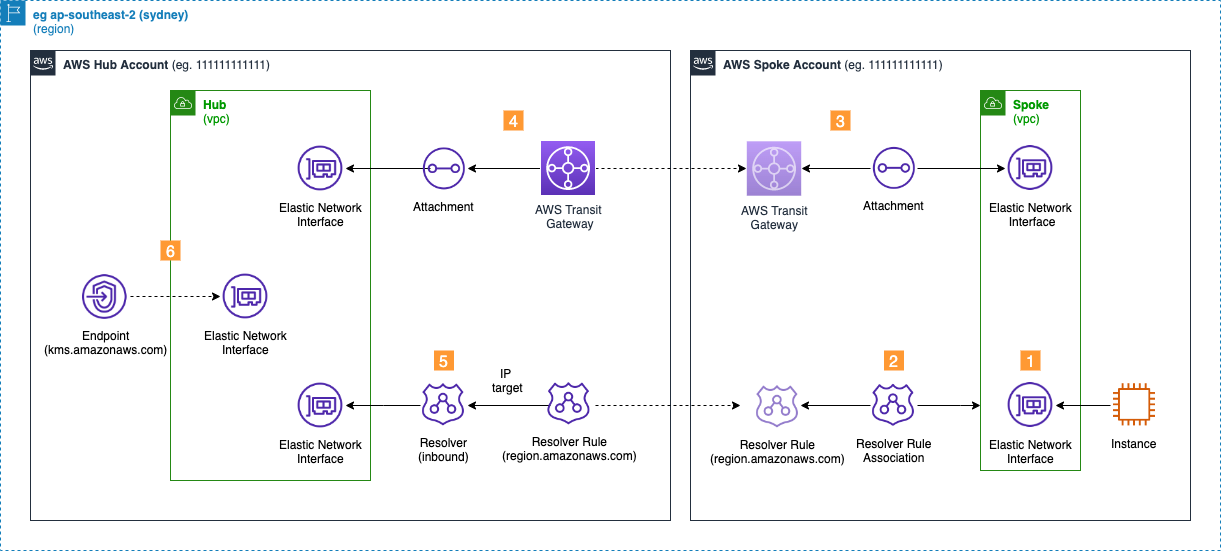 eg ap-southeast-2 (sydney)
(region)
aws
AWS Hub Account (eg. 111111111111)
aws
AWS Spoke Account (eg. 111111111111)
Hub
(vpc)
Spoke
(vpc)
4
3
Elastic Network
Interface
Attachment
AWS Transit
Gateway
AWS Transit
Gateway
Attachment
Elastic Network
Interface
6
Endpoint
(kms.amazonaws.com)
Elastic Network
Interface
5
IP
target
2
1
Elastic Network
Interface
Resolver
(inbound)
Resolver Rule
(region.amazonaws.com)
Resolver Rule
(region.amazonaws.com)
Resolver Rule
Association
Elastic Network
Interface
Instance